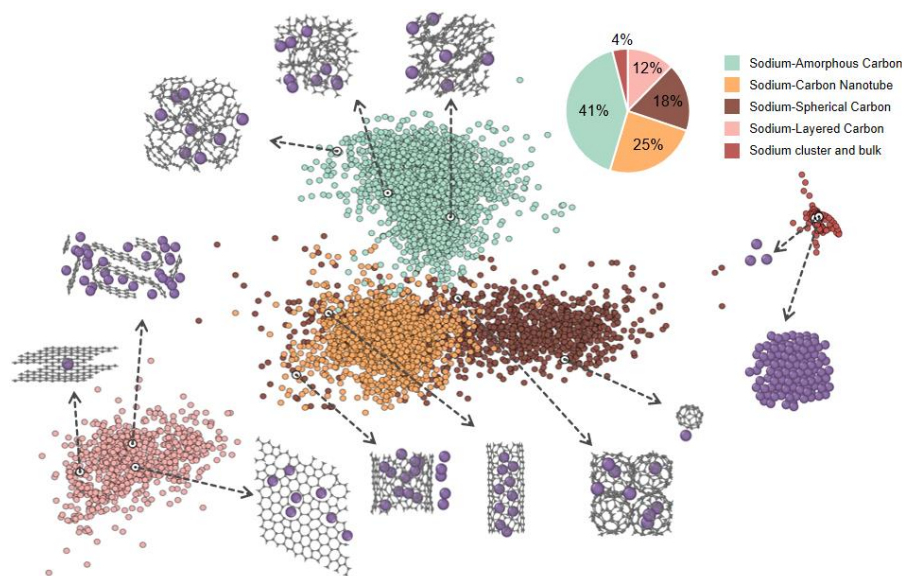 4%
12%
18%
41%
25%
Sodium-Amorphous Carbon
Sodium-Carbon Nanotube
Sodium-Spherical Carbon
Sodium-Layered Carbon
Sodium cluster and bulk